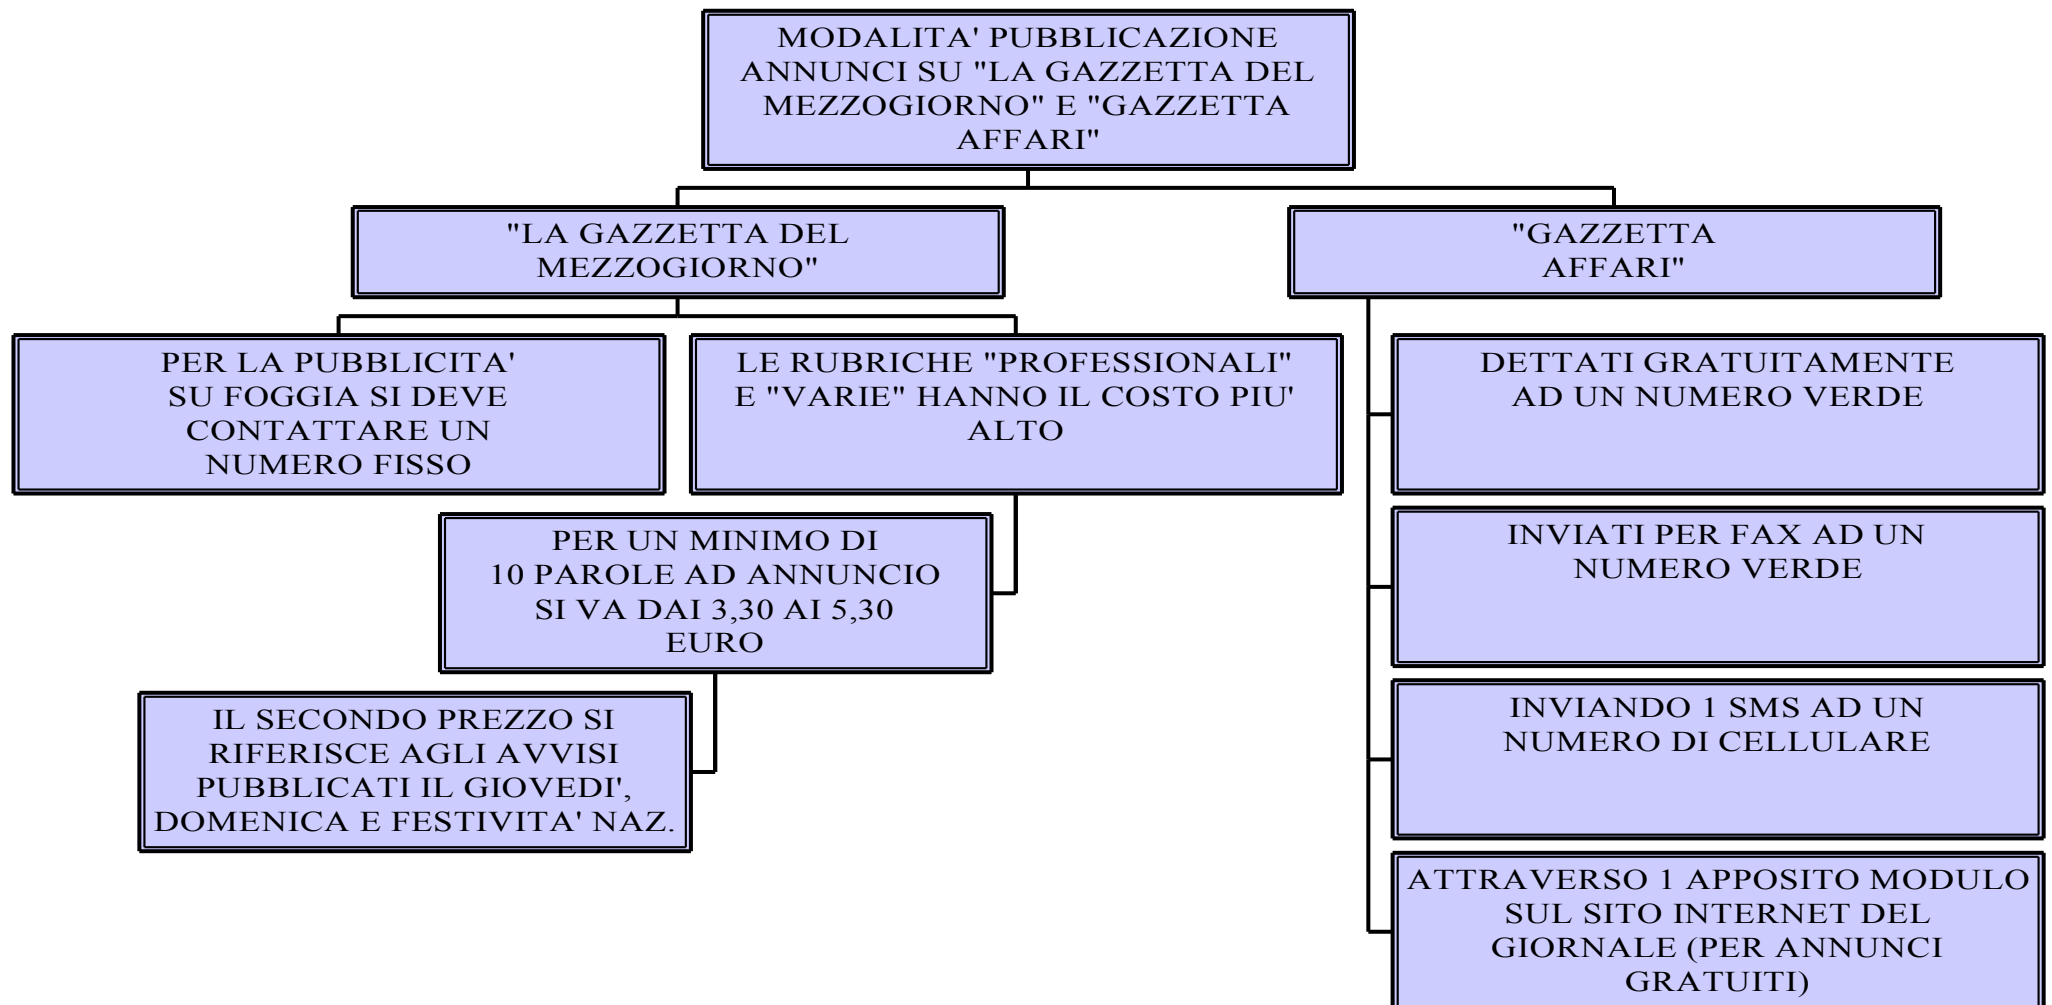 MODALITA' PUBBLICAZIONE
ANNUNCI SU "LA GAZZETTA DEL
MEZZOGIORNO" E "GAZZETTA
AFFARI"
"LA GAZZETTA DEL
MEZZOGIORNO"
"GAZZETTA
AFFARI"
PER LA PUBBLICITA'
SU FOGGIA SI DEVE
CONTATTARE UN
NUMERO FISSO
LE RUBRICHE "PROFESSIONALI"
E "VARIE" HANNO IL COSTO PIU'
ALTO
PER UN MINIMO DI
10 PAROLE AD ANNUNCIO
SI VA DAI 3,30 AI 5,30
EURO
IL SECONDO PREZZO SI
RIFERISCE AGLI AVVISI
PUBBLICATI IL GIOVEDI',
DOMENICA E FESTIVITA' NAZ.
DETTATI GRATUITAMENTE
AD UN NUMERO VERDE
INVIATI PER FAX AD UN
NUMERO VERDE
INVIANDO 1 SMS AD UN
NUMERO DI CELLULARE
ATTRAVERSO 1 APPOSITO MODULO
SUL SITO INTERNET DEL
GIORNALE (PER ANNUNCI
GRATUITI)